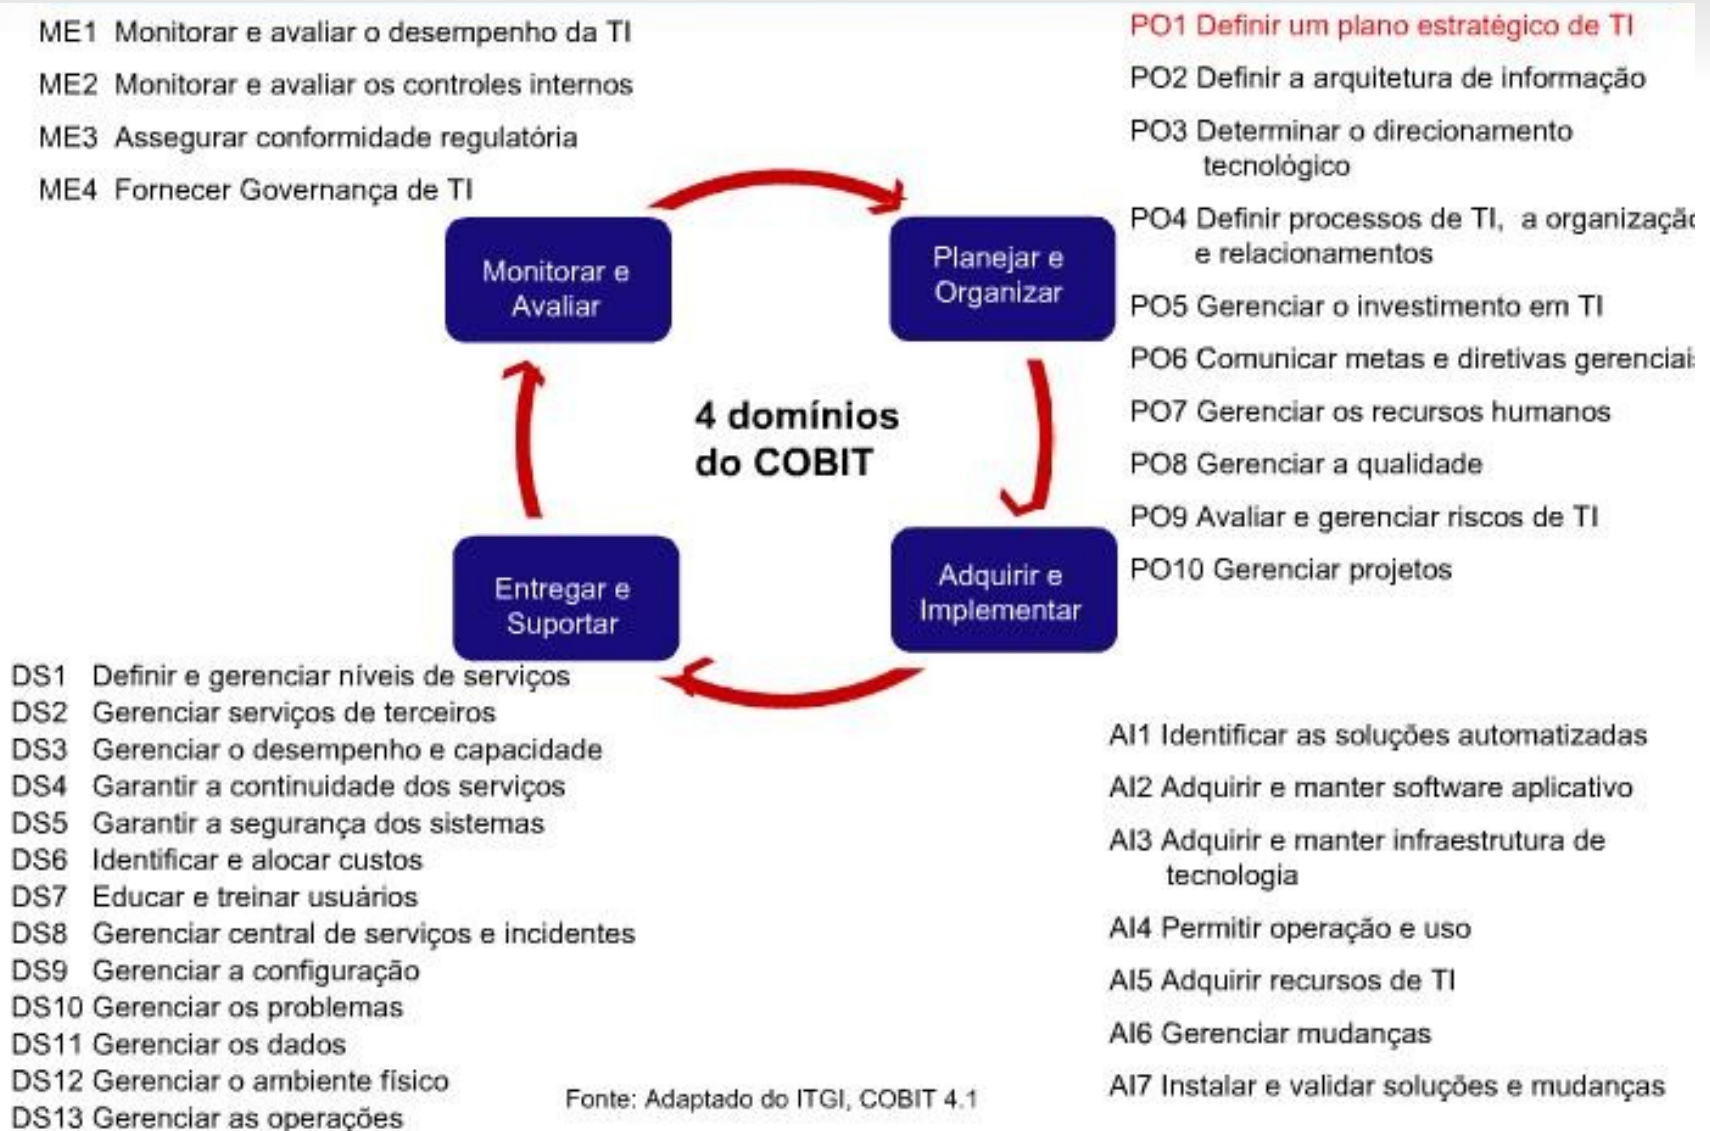 ME1 Monitorar e avaliar o desempenho da TI
ME2 Monitorar e avaliar os controles internos
ME3 Assegurar conformidade regulatória
ME4 Fornecer Governança de TI
Monitorar e
Avaliar
Planejar e
Organizar
PO1 Definir um plano estratégico de TI
PO2 Definir a arquitetura de informação
PO3 Determinar o direcionamento
tecnológico
PO4 Definir processos de TI, a organização
e relacionamentos
PO5 Gerenciar o investimento em TI
PO6 Comunicar metas e diretivas gerenciais
PO7 Gerenciar os recursos humanos
PO8 Gerenciar a qualidade
PO9 Avaliar e gerenciar riscos de TI
PO10 Gerenciar projetos
4 domínios
do COBIT
Entregar e
Suportar
Adquirir e
Implementar
DS1 Definir e gerenciar níveis de serviços
DS2 Gerenciar serviços de terceiros
DS3 Gerenciar o desempenho e capacidade
DS4 Garantir a continuidade dos serviços
DS5 Garantir a segurança dos sistemas
DS6 Identificar e alocar custos
DS7 Educar e treinar usuários
DS8 Gerenciar central de serviços e incidentes
DS9 Gerenciar a configuração
DS10 Gerenciar os problemas
DS11 Gerenciar os dados
DS12 Gerenciar o ambiente físico
DS13 Gerenciar as operações
AI1 Identificar as soluções automatizadas
AI2 Adquirir e manter software aplicativo
AI3 Adquirir e manter infraestrutura de
tecnologia
AI4 Permitir operação e uso
AI5 Adquirir recursos de TI
AI6 Gerenciar mudanças
AI7 Instalar e validar soluções e mudanças
Fonte: Adaptado do ITGI, COBIT 4.1